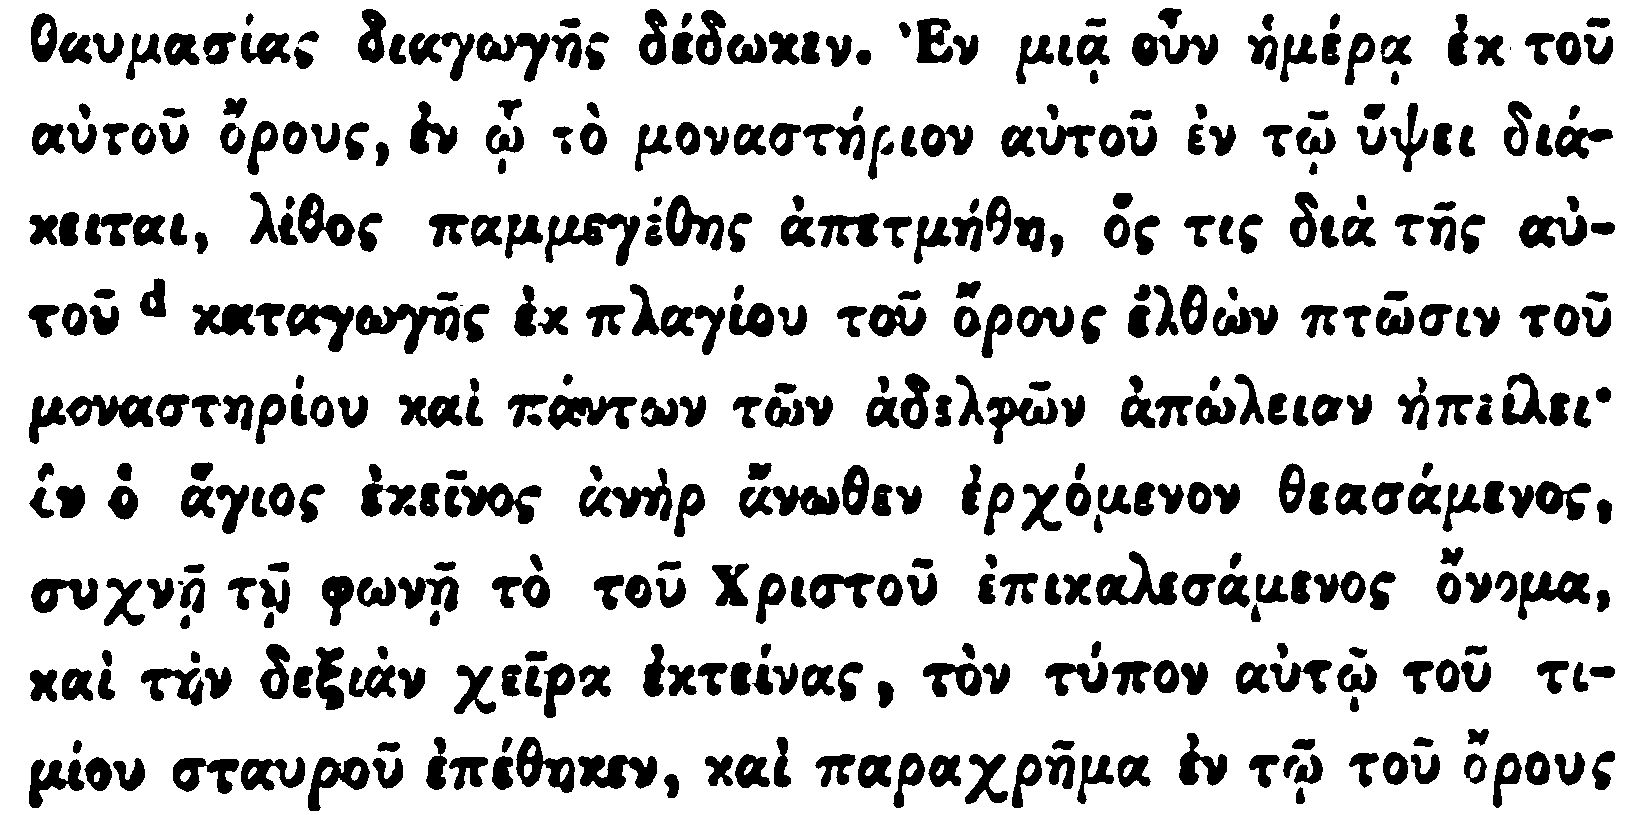 θαυμασίας διαγωγῆς δέδωκεν. Ἐν μιᾷ οὖν ἡμέρᾳ ἐκ τοῦ
αὐτοῦ ὄρους, ἐν ᾧ τὸ μοναστήριον αὐτοῦ ἐν τῷ ὕψει διά-
κειται, λίθος παμμεγέθης ἀπετμήθη, ὅς τις διὰ τῆς αὐ-
τοῦ d καταγωγῆς ἐκ πλαγίου τοῦ ὄρους ἐλθὼν πτῶσιν τοῦ
μοναστηρίου καὶ πάντων τῶν ἀδελφῶν ἀπώλειαν ἠπείλει·
ὃν ὁ ἅγιος ἐκεῖνος ἀνὴρ ἄνωθεν ἐρχόμενον θεασάμενος,
συχνῇ τῇ φωνῇ τὸ τοῦ Χριστοῦ ἐπικαλεσάμενος ὄνομα,
καὶ τὴν δεξιὰν χεῖρα ἐκτείνας, τὸν τύπον αὐτῷ τοῦ τι-
μίου σταυροῦ ἐπέθηκεν, καὶ παραχρῆμα ἐν τῷ τοῦ ὄρους